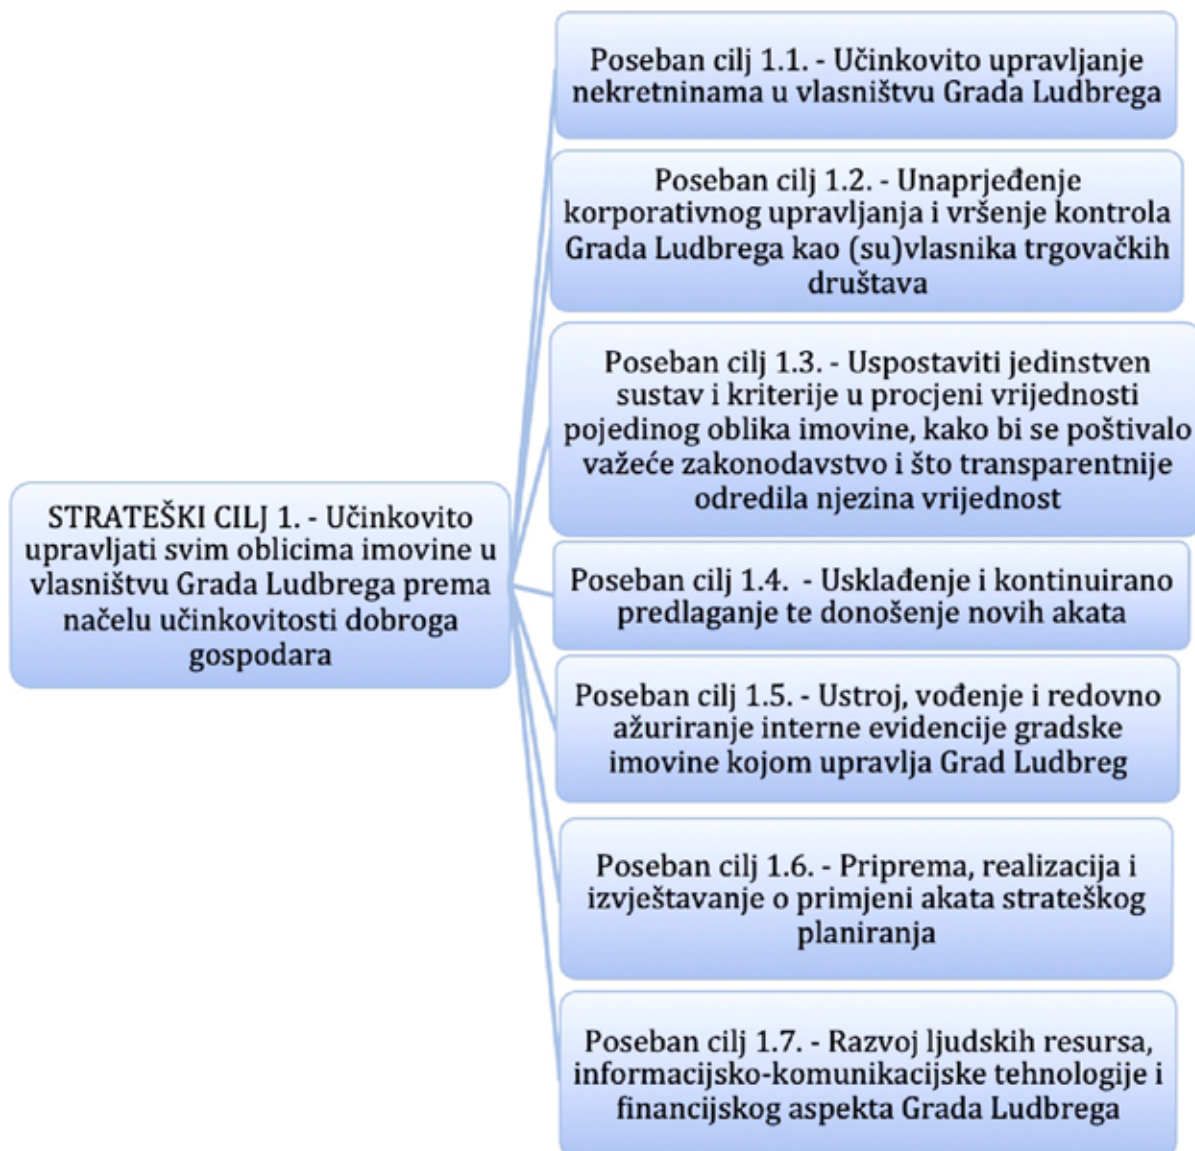 STRATEŠKI CILJ 1. - Učinkovito
upravljati svim oblicima imovine u
vlasništvu Grada Ludbrega prema
načelu učinkovitosti dobroga
gospodara
Poseban cilj 1.1. - Učinkovito upravljanje
nekretninama u vlasništvu Grada Ludbrega
Poseban cilj 1.2. - Unaprjeđenje
korporativnog upravljanja i vršenje kontrola
Grada Ludbrega kao (su)vlasnika trgovačkih
društava
Poseban cilj 1.3. - Uspostaviti jedinstven
sustav i kriterije u procjeni vrijednosti
pojedinog oblika imovine, kako bi se poštivalo
važeće zakonodavstvo i što transparentnije
odredila njezina vrijednost
Poseban cilj 1.4.  - Usklađenje i kontinuirano
predlaganje te donošenje novih akata
Poseban cilj 1.5. - Ustroj, vođenje i redovno
ažuriranje interne evidencije gradske
imovine kojom upravlja Grad Ludbreg
Poseban cilj 1.6. - Priprema, realizacija i
izvještavanje o primjeni akata strateškog
planiranja
Poseban cilj 1.7. - Razvoj ljudskih resursa,
informacijsko-komunikacijske tehnologije i
financijskog aspekta Grada Ludbrega